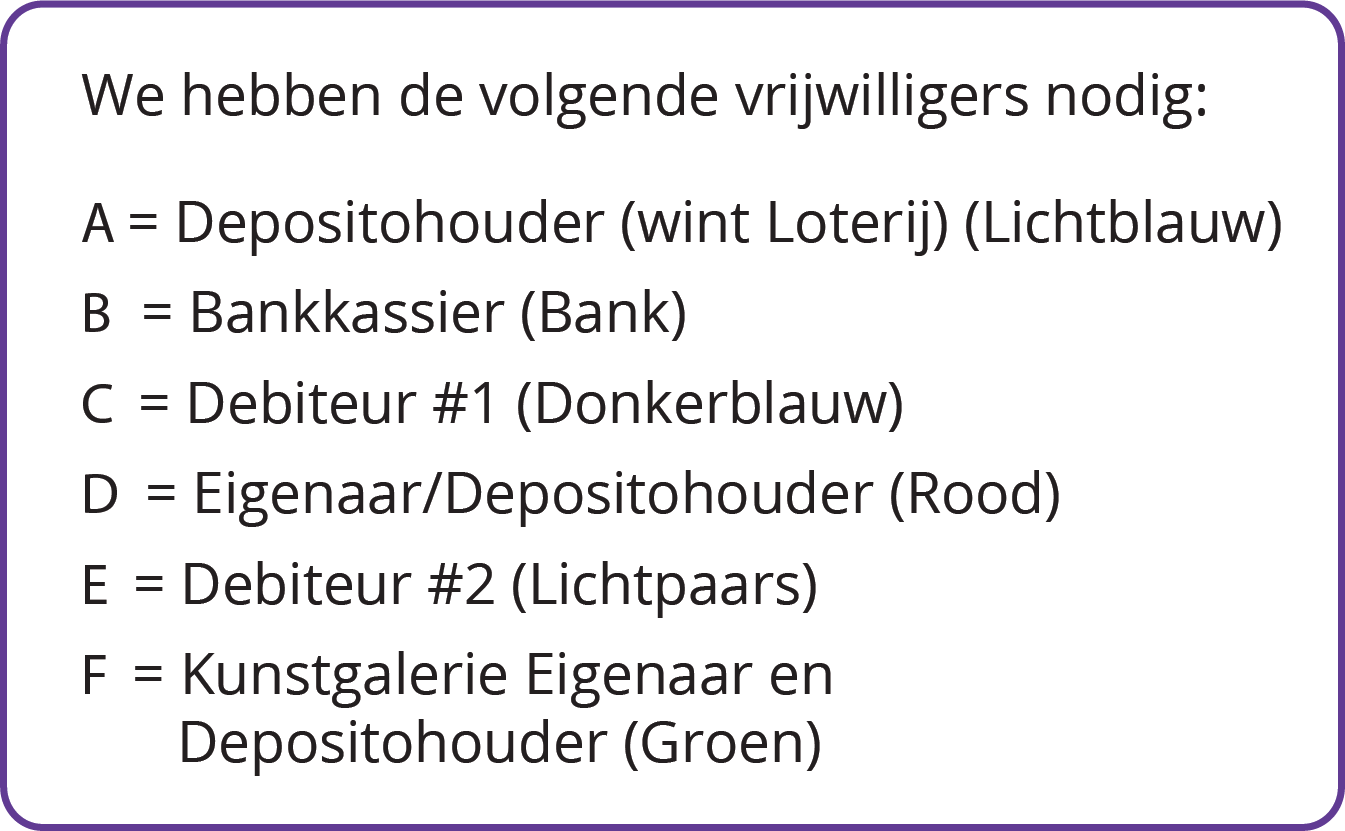 We hebben de volgende vrijwilligers nodig:
A = Depositohouder (wint Loterij) (Lichtblauw)
B = Bankkassier (Bank)
C = Debiteur #1 (Donkerblauw)
D = Eigenaar/Depositohouder (Rood)
E = Debiteur #2 (Lichtpaars)
F = Kunstgalerie Eigenaar en
Depositohouder (Groen)